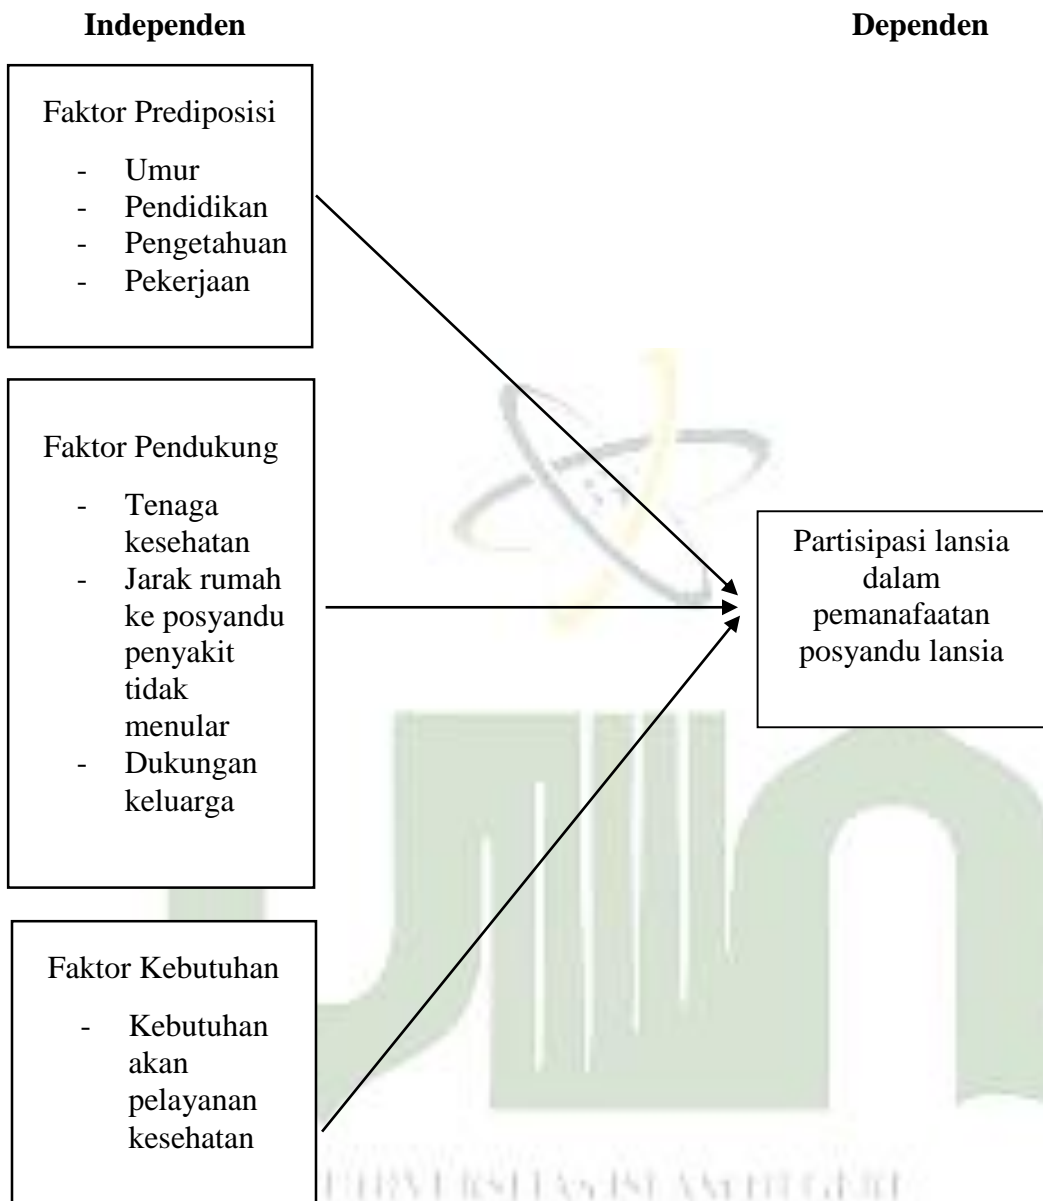 Independen
Dependen
Faktor Prediposisi
- Umur
- Pendidikan
- Pengetahuan
- Pekerjaan
Faktor Pendukung
- Tenaga
kesehatan
- Jarak rumah
ke posyandu
penyakit
tidak
menular
- Dukungan
keluarga
Faktor Kebutuhan
- Kebutuhan
akan
pelayanan
kesehatan
Partisipasi lansia
dalam
pemanafaatan
posyandu lansia